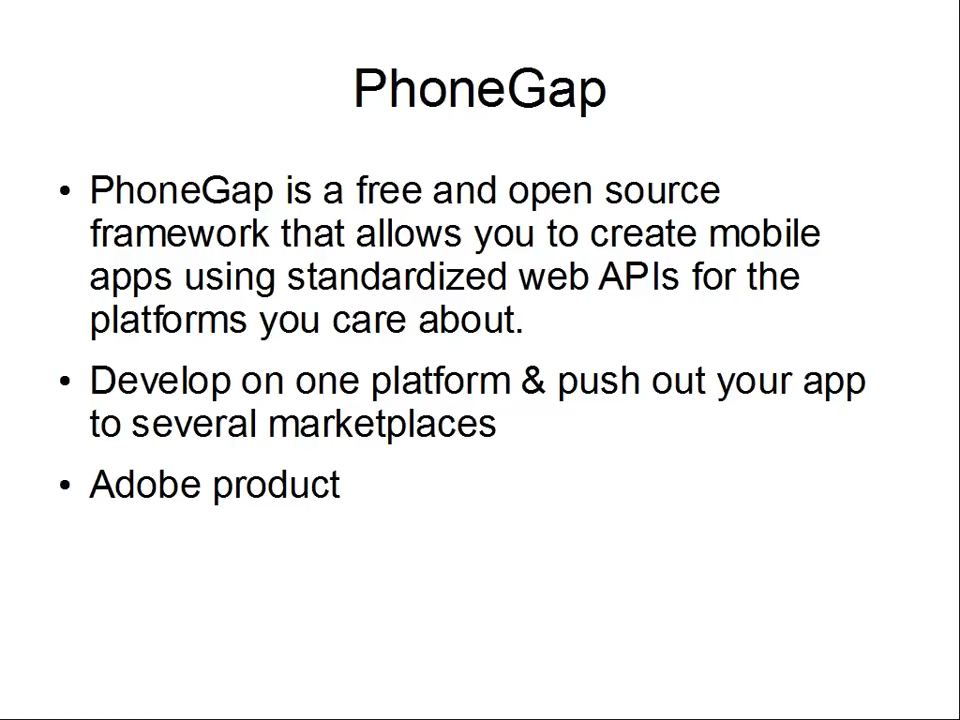 PhoneGap
• PhoneGap is a free and open source
framework that allows you to create mobile
apps using standardized web APIs for the
platforms you care about.
• Develop on one platform & push out your app
to several marketplaces
• Adobe product